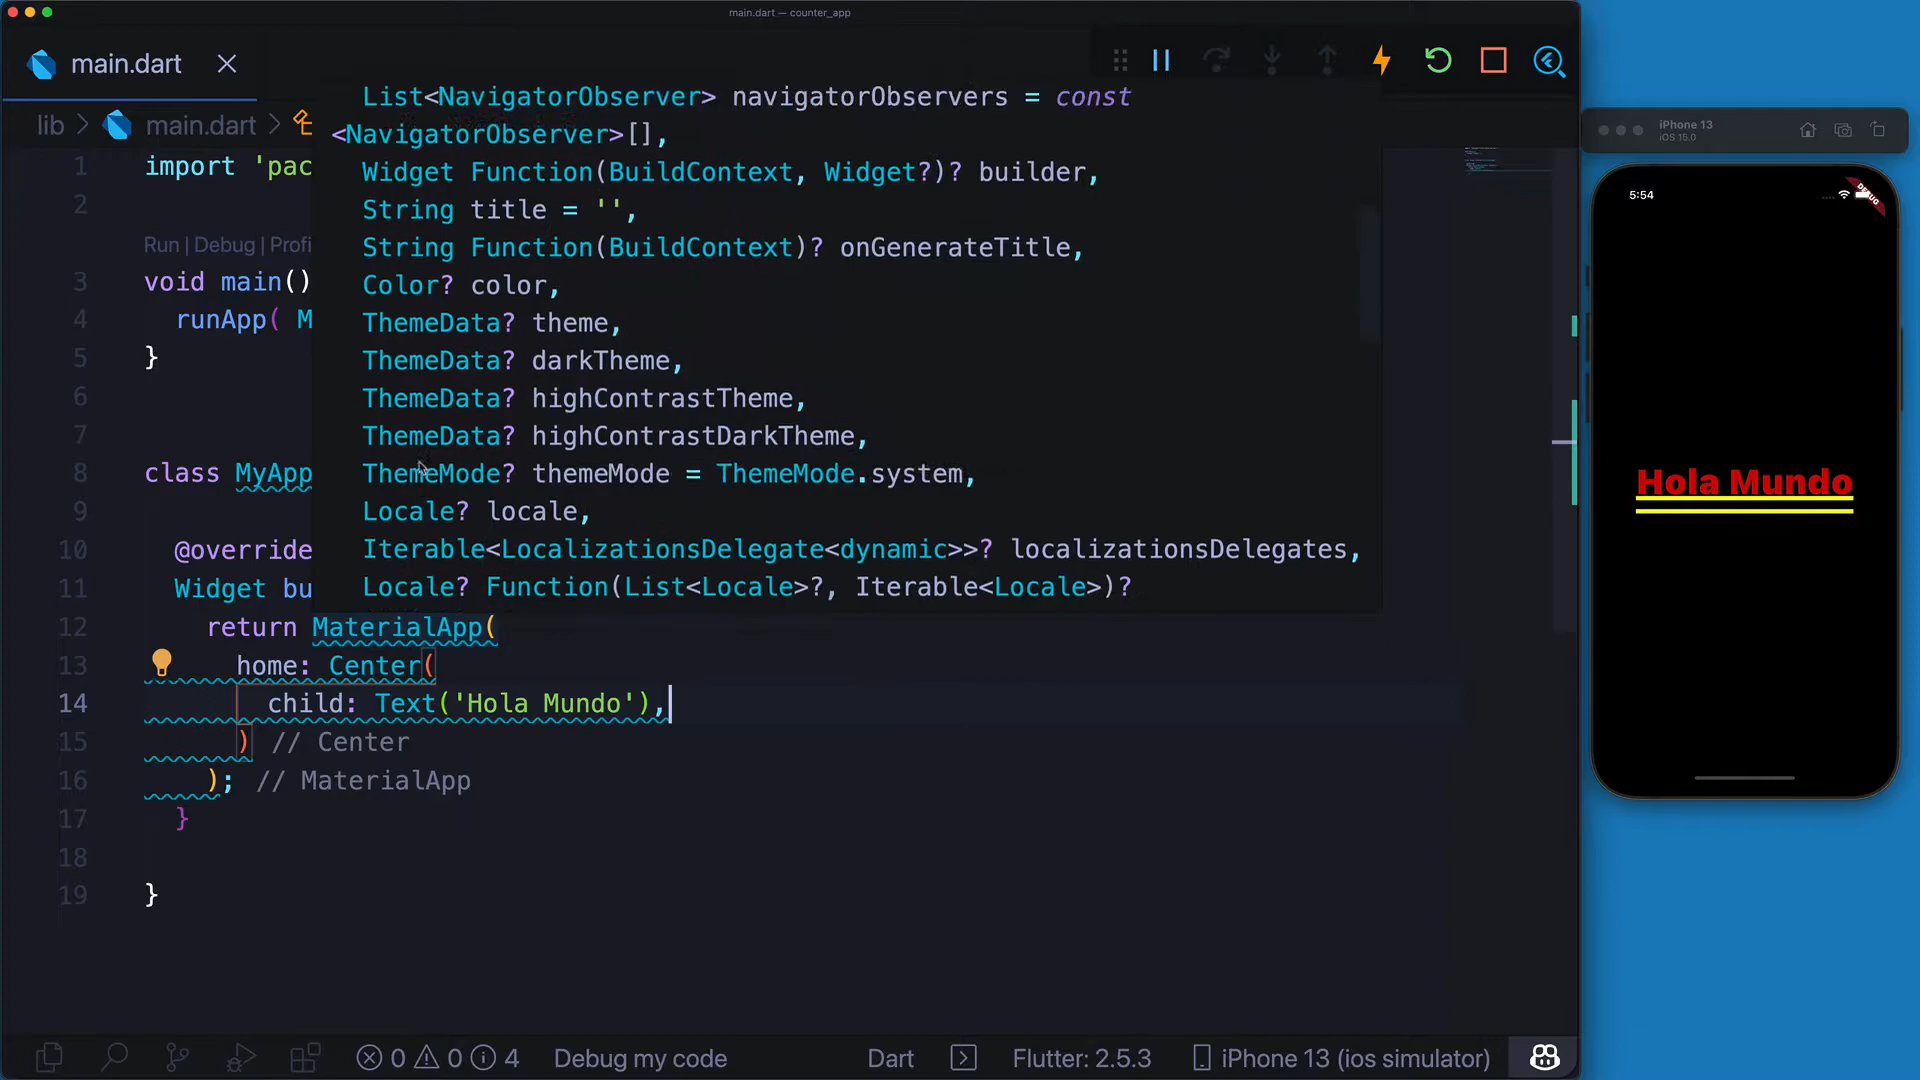 main.dart — counter_app
main.dart
List<NavigatorObserver> navigatorObservers = const
<NavigatorObserver>[],
Widget Function(BuildContext, Widget?)? builder,
String title = '',
String Function(BuildContext)? onGenerateTitle,
Color? color,
ThemeData? theme,
ThemeData? darkTheme,
ThemeData? highContrastTheme,
ThemeData? highContrastDarkTheme,
ThemeMode? themeMode = ThemeMode.system,
Locale? locale,
Iterable<LocalizationsDelegate<dynamic>>? localizationsDelegates,
Locale? Function(List<Locale>?, Iterable<Locale>)?
lib > main.dart >
1 import 'pac
2
Run | Debug | Profi
3 void main()
4 runApp( M
5 }
6
7
8 class MyApp
9
10 @override
11 Widget bu
12 return MaterialApp(
13 home: Center(
14 child: Text('Hola Mundo'),
15 ) // Center
16 ); // MaterialApp
17 }
18
19 }
0 0 4 Debug my code Dart Flutter: 2.5.3 iPhone 13 (ios simulator)
iPhone 13
iOS 15.0
5:54
DEBUG
Hola Mundo